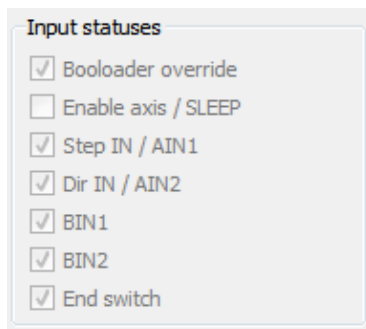 Input statuses
Booloader override
Enable axis / SLEEP
Step IN / AIN1
Dir IN / AIN2
BIN1
BIN2
End switch